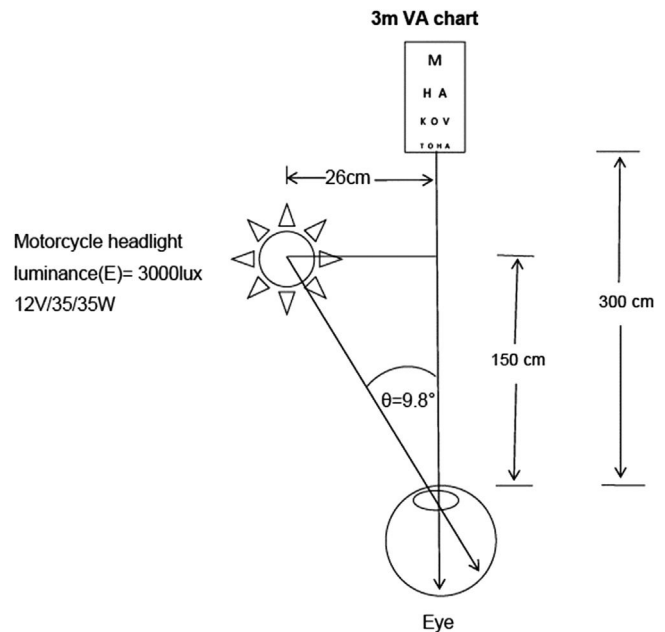 3m VA chart
M
H A
K O V
T O H A
26cm
Motorcycle headlight
luminance(E)= 3000lux
12V/35/35W
300 cm
150 cm
θ=9.8°
Eye